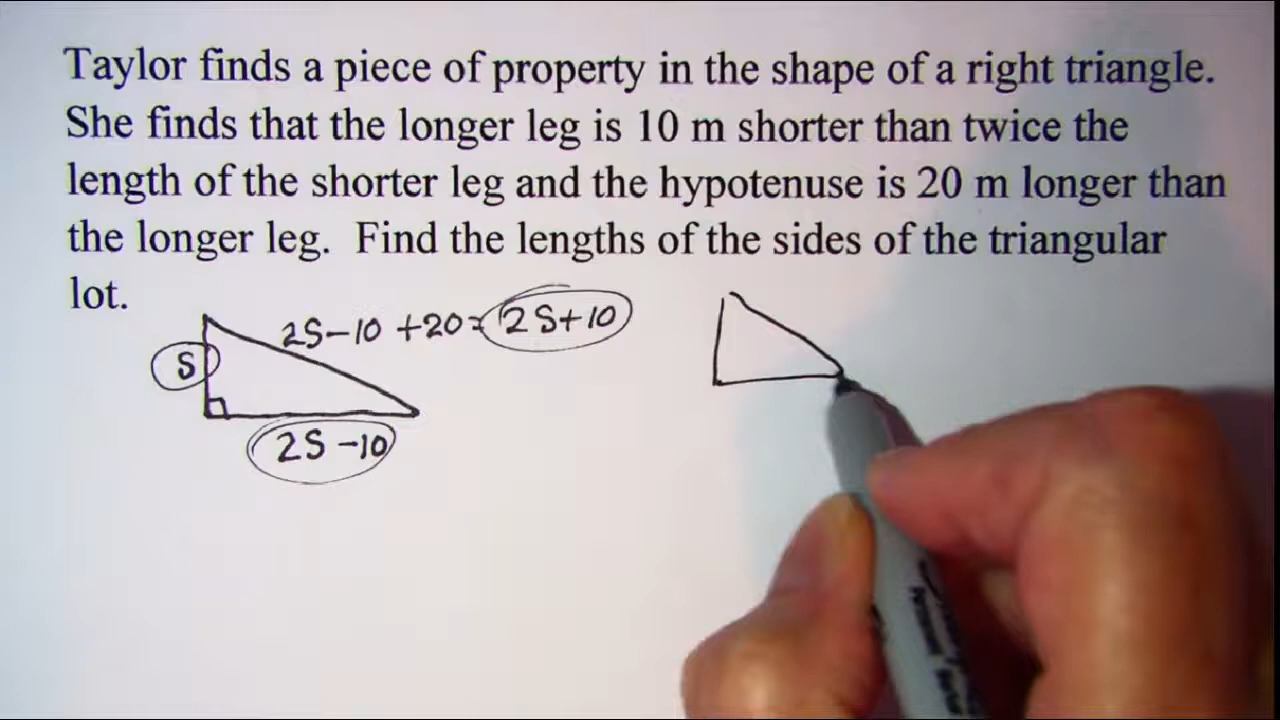 Taylor finds a piece of property in the shape of a right triangle.
She finds that the longer leg is 10 m shorter than twice the
length of the shorter leg and the hypotenuse is 20 m longer than
the longer leg. Find the lengths of the sides of the triangular
lot.
2S-10 +20 = 2S+10
S
2S-10